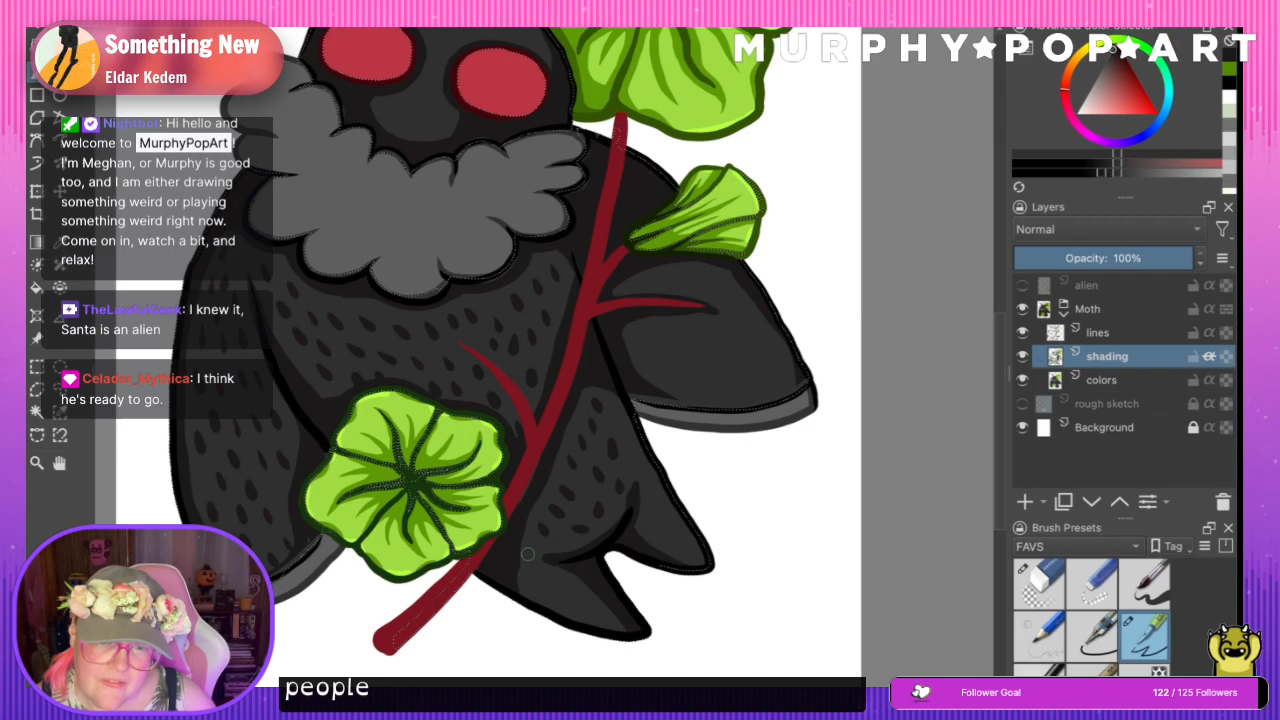 Something New
Eldar Kedem
MURPHY★POP★ART
Nightbot: Hi hello and
welcome to MurphyPopArt !
I'm Meghan, or Murphy is good
too, and I am either drawing
something weird or playing
something weird right now.
Come on in, watch a bit, and
relax!
TheLawfulGeek: I knew it,
Santa is an alien
Celador_Mythica: I think
he's ready to go.
Layers
Normal
Opacity: 100%
alien
Moth
lines
shading
colors
rough sketch
Background
Brush Presets
FAVS
Tag
people
Follower Goal
122 / 125 Followers